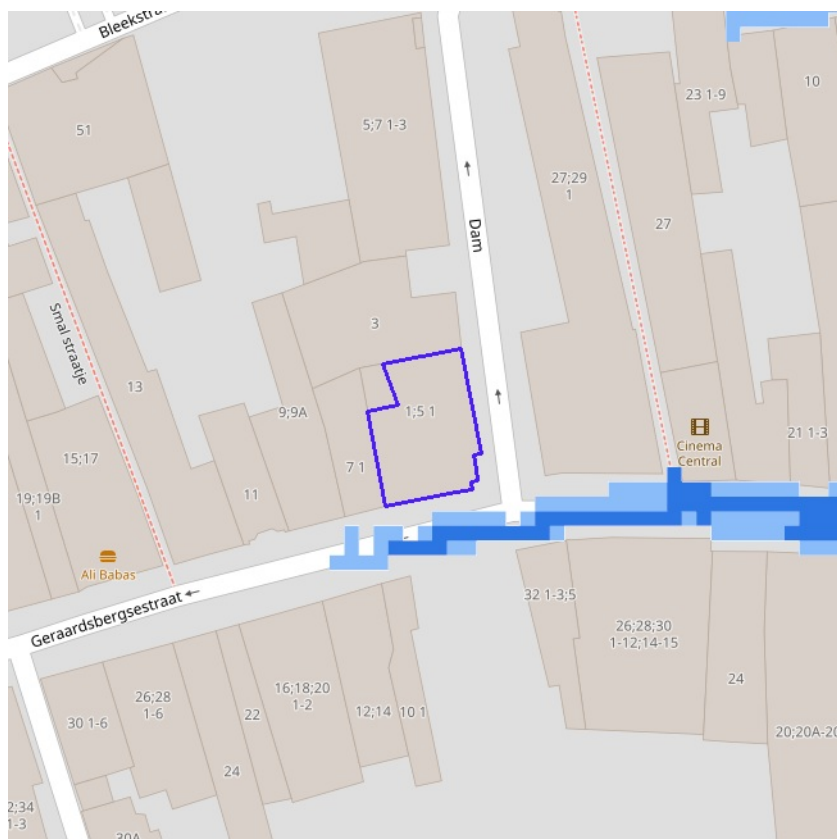 Bleekstra
51
5;7 1-3
23 1-9
10
27;29
1
27
Dam
Smal straatje
3
13
9;9A
1;5 1
7 1
15;17
19;19B
1
11
Cinema
Central
21 1-3
Ali Babas
Geraardsbergsestraat
32 1-3;5
26;28;30
1-12;14-15
24
20;20A-20
30 1-6
26;28
1-6
22
24
16;18;20
1-2
12;14
10 1
2;34
1-3
30A